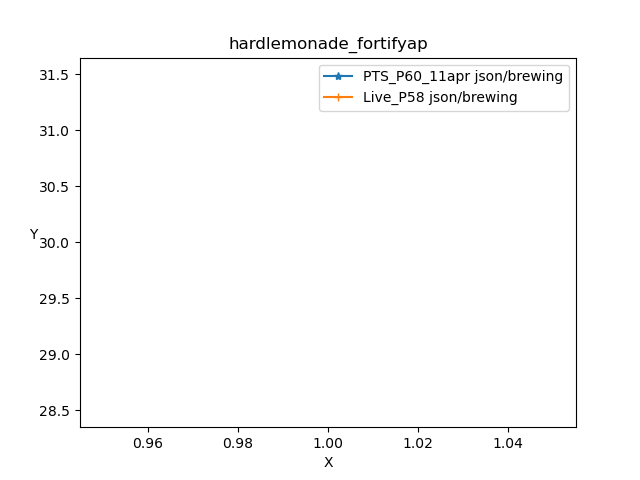 hardlemonade_fortifyap
PTS_P60_11apr json/brewing
Live_P58 json/brewing
31.5
31.0
30.5
30.0
29.5
29.0
28.5
Y
0.96 0.98 1.00 1.02 1.04
X